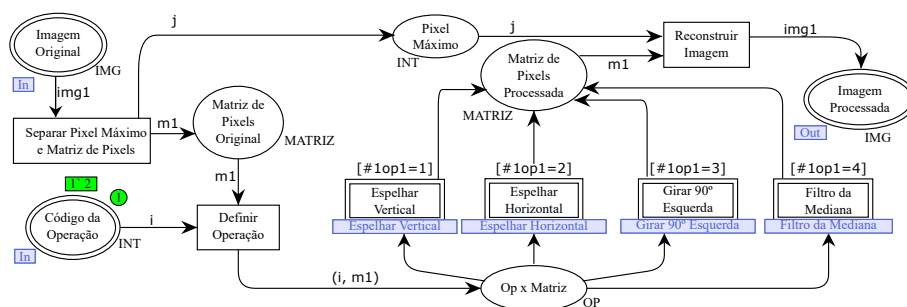 j
Pixel
Máximo
INT
j
Reconstruir
Imagem
img1
Imagem
Original
In
IMG
img1
m1
Matriz de
Pixels
Processada
MATRIZ
Imagem
Processada
Out
IMG
Separar Pixel Máximo
e Matriz de Pixels
m1
Matriz de
Pixels
Original
MATRIZ
m1
[#1op1=1]
[#1op1=2]
[#1op1=3]
[#1op1=4]
1`2
1
Código da
Operação
In
INT
i
Definir
Operação
Espelhar
Vertical
Espelhar Vertical
Espelhar
Horizontal
Espelhar Horizontal
Girar 90º
Esquerda
Girar 90º Esquerda
Filtro da
Mediana
Filtro da Mediana
(i, m1)
Op x Matriz
OP